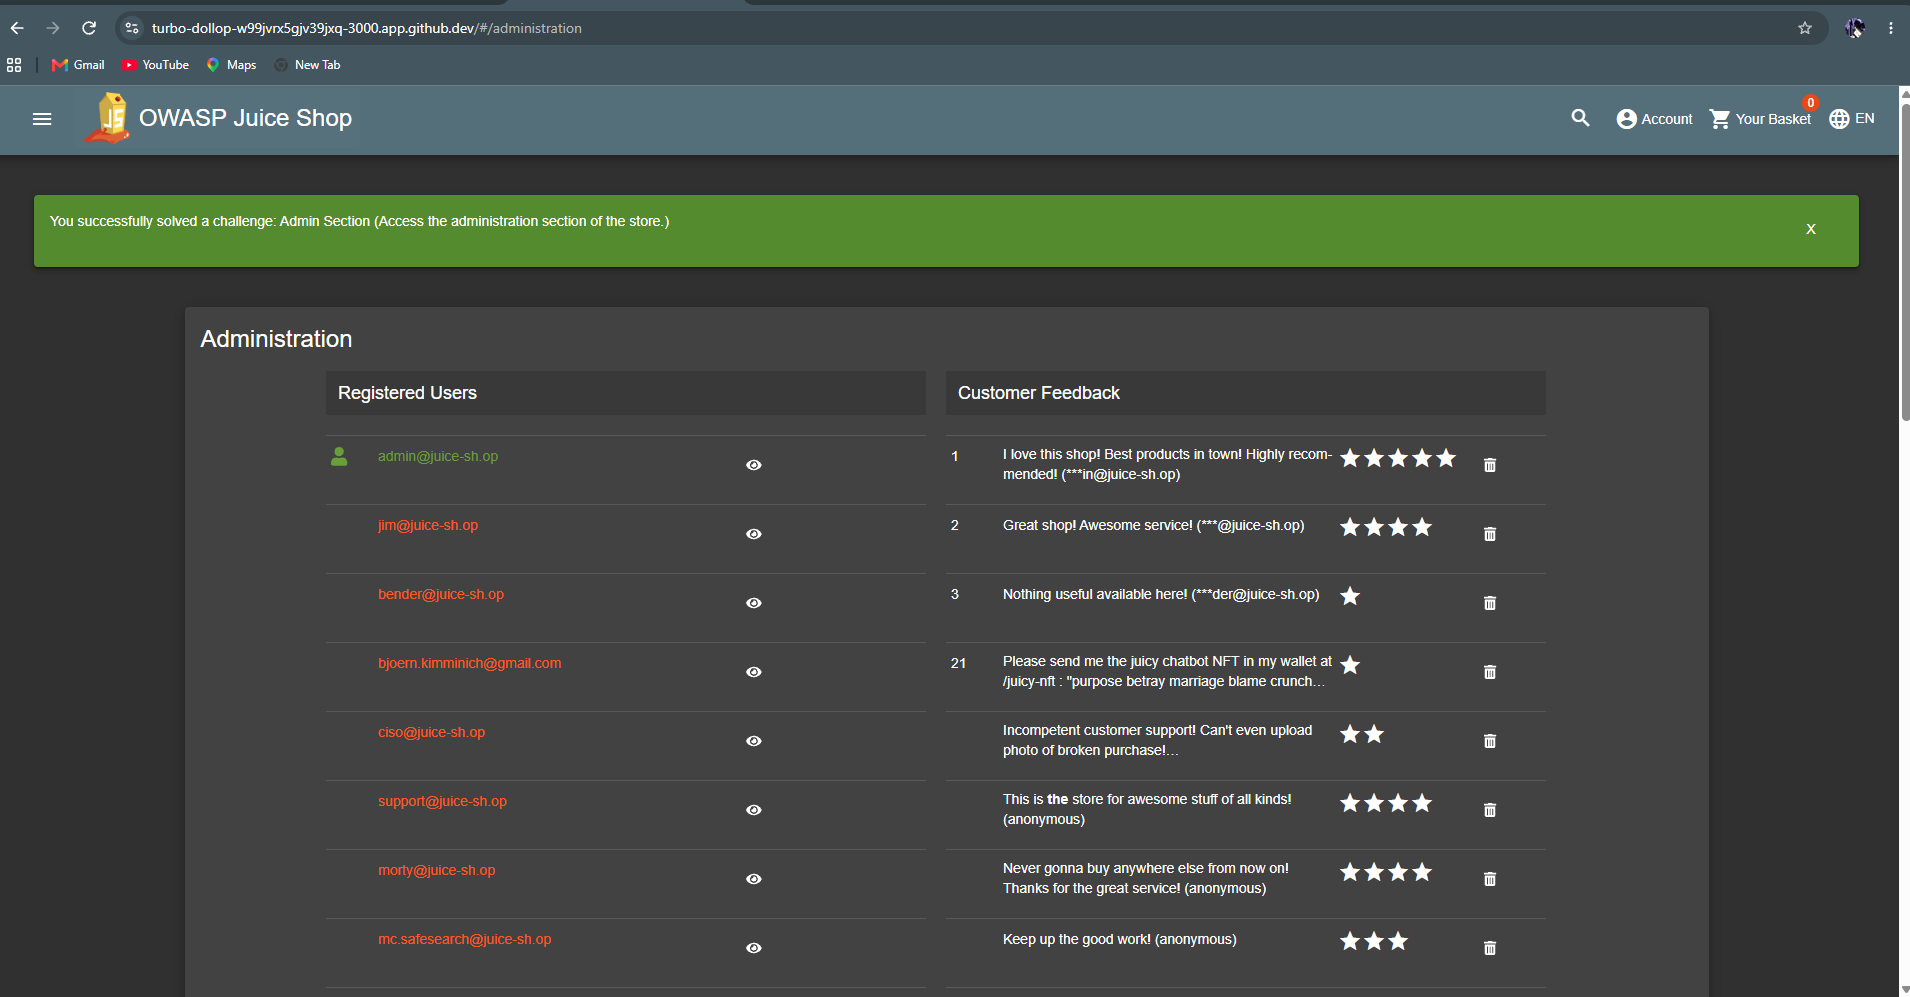 turbo-dollop-w99jvrx5gjv39jxq-3000.app.github.dev/#/administration
Gmail YouTube Maps New Tab
OWASP Juice Shop
Account
0
Your Basket
EN
You successfully solved a challenge: Admin Section (Access the administration section of the store.)
X
Administration
Registered Users
admin@juice-sh.op
jim@juice-sh.op
bender@juice-sh.op
bjoern.kimminich@gmail.com
ciso@juice-sh.op
support@juice-sh.op
morty@juice-sh.op
mc.safesearch@juice-sh.op
Customer Feedback
1 I love this shop! Best products in town! Highly recom-
mended! (***in@juice-sh.op)
2 Great shop! Awesome service! (***@juice-sh.op)
3 Nothing useful available here! (***der@juice-sh.op)
21 Please send me the juicy chatbot NFT in my wallet at
/juicy-nft : "purpose betray marriage blame crunch…
Incompetent customer support! Can't even upload
photo of broken purchase!…
This is the store for awesome stuff of all kinds!
(anonymous)
Never gonna buy anywhere else from now on!
Thanks for the great service! (anonymous)
Keep up the good work! (anonymous)